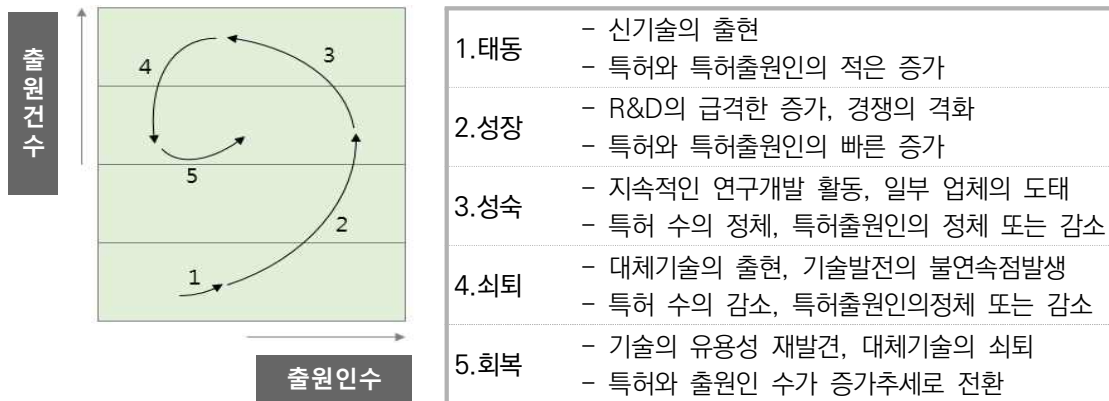 출원건수
1
2
3
4
5
출원인수
1.태동
- 신기술의 출현
- 특허와 특허출원인의 적은 증가
2.성장
- R&D의 급격한 증가, 경쟁의 격화
- 특허와 특허출원인의 빠른 증가
3.성숙
- 지속적인 연구개발 활동, 일부 업체의 도태
- 특허 수의 정체, 특허출원인의 정체 또는 감소
4.쇠퇴
- 대체기술의 출현, 기술발전의 불연속점발생
- 특허 수의 감소, 특허출원인의정체 또는 감소
5.회복
- 기술의 유용성 재발견, 대체기술의 쇠퇴
- 특허와 출원인 수가 증가추세로 전환